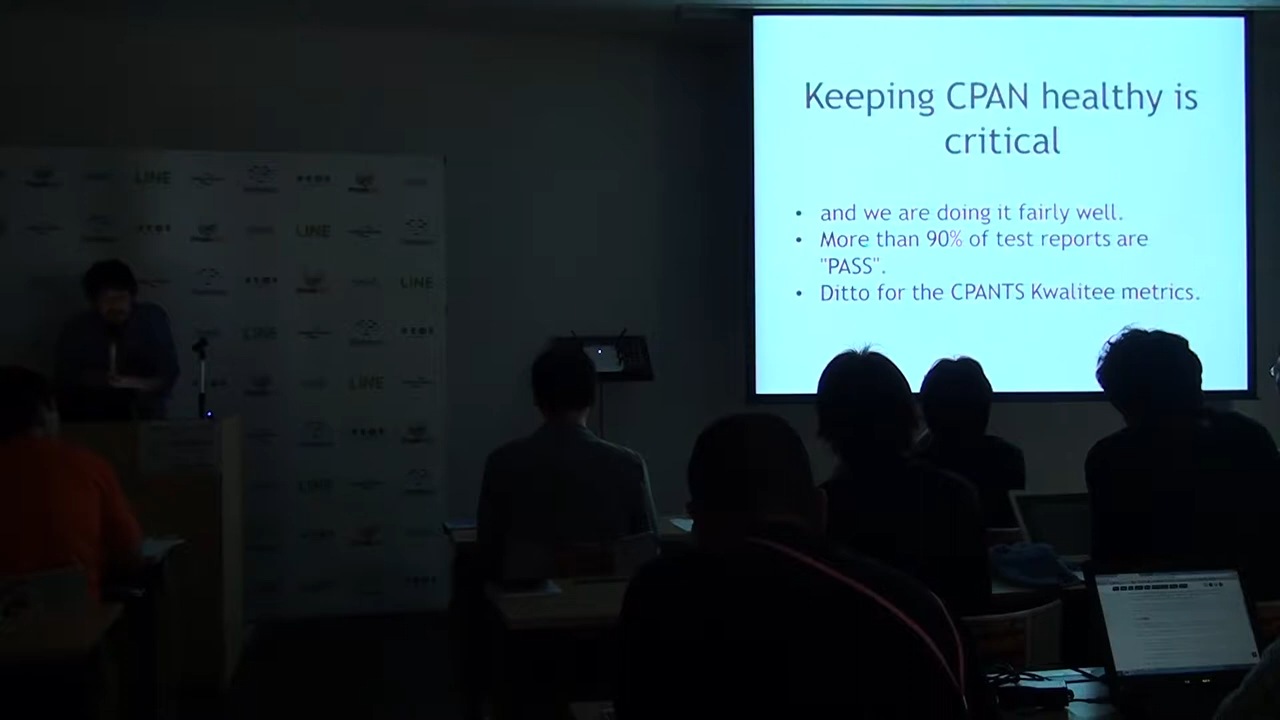 Keeping CPAN healthy is
critical
• and we are doing it fairly well.
• More than 90% of test reports are
"PASS".
• Ditto for the CPANTS Kwalitee metrics.
LINE
LINE
LINE
LINE
LINE
LINE